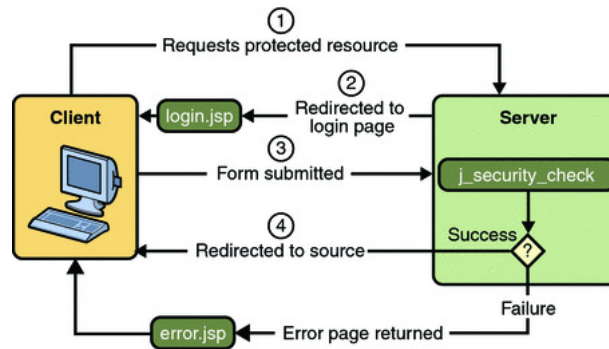 1
Requests protected resource
2
Client
login.jsp
Redirected to
login page
Server
3
Form submitted
j_security_check
4
Success
Redirected to source
?
Failure
error.jsp
Error page returned